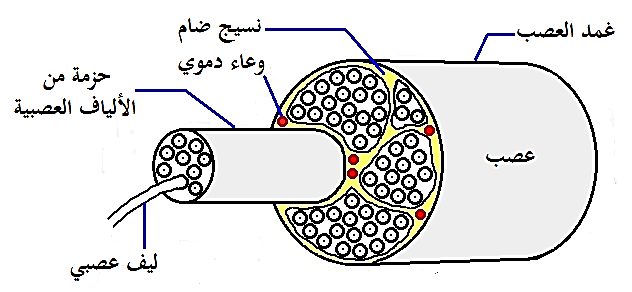 غمد العصب
نسيج ضام
وعاء دموي
حزمة من
الألياف العصبية
عصب
ليف عصبي